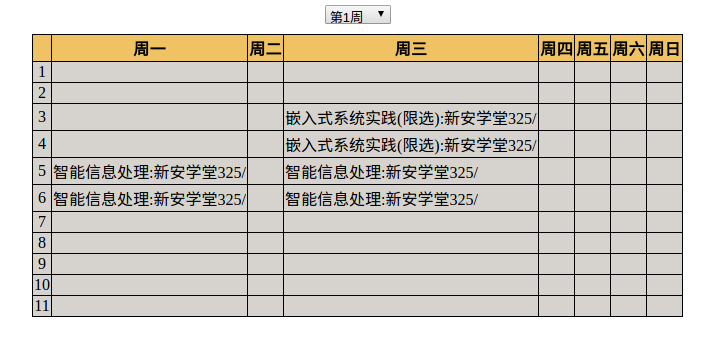 第1周
周一 周二 周三 周四 周五 周六 周日
1
2
3 嵌入式系统实践(限选):新安学堂325/
4 嵌入式系统实践(限选):新安学堂325/
5 智能信息处理:新安学堂325/ 智能信息处理:新安学堂325/
6 智能信息处理:新安学堂325/ 智能信息处理:新安学堂325/
7
8
9
10
11